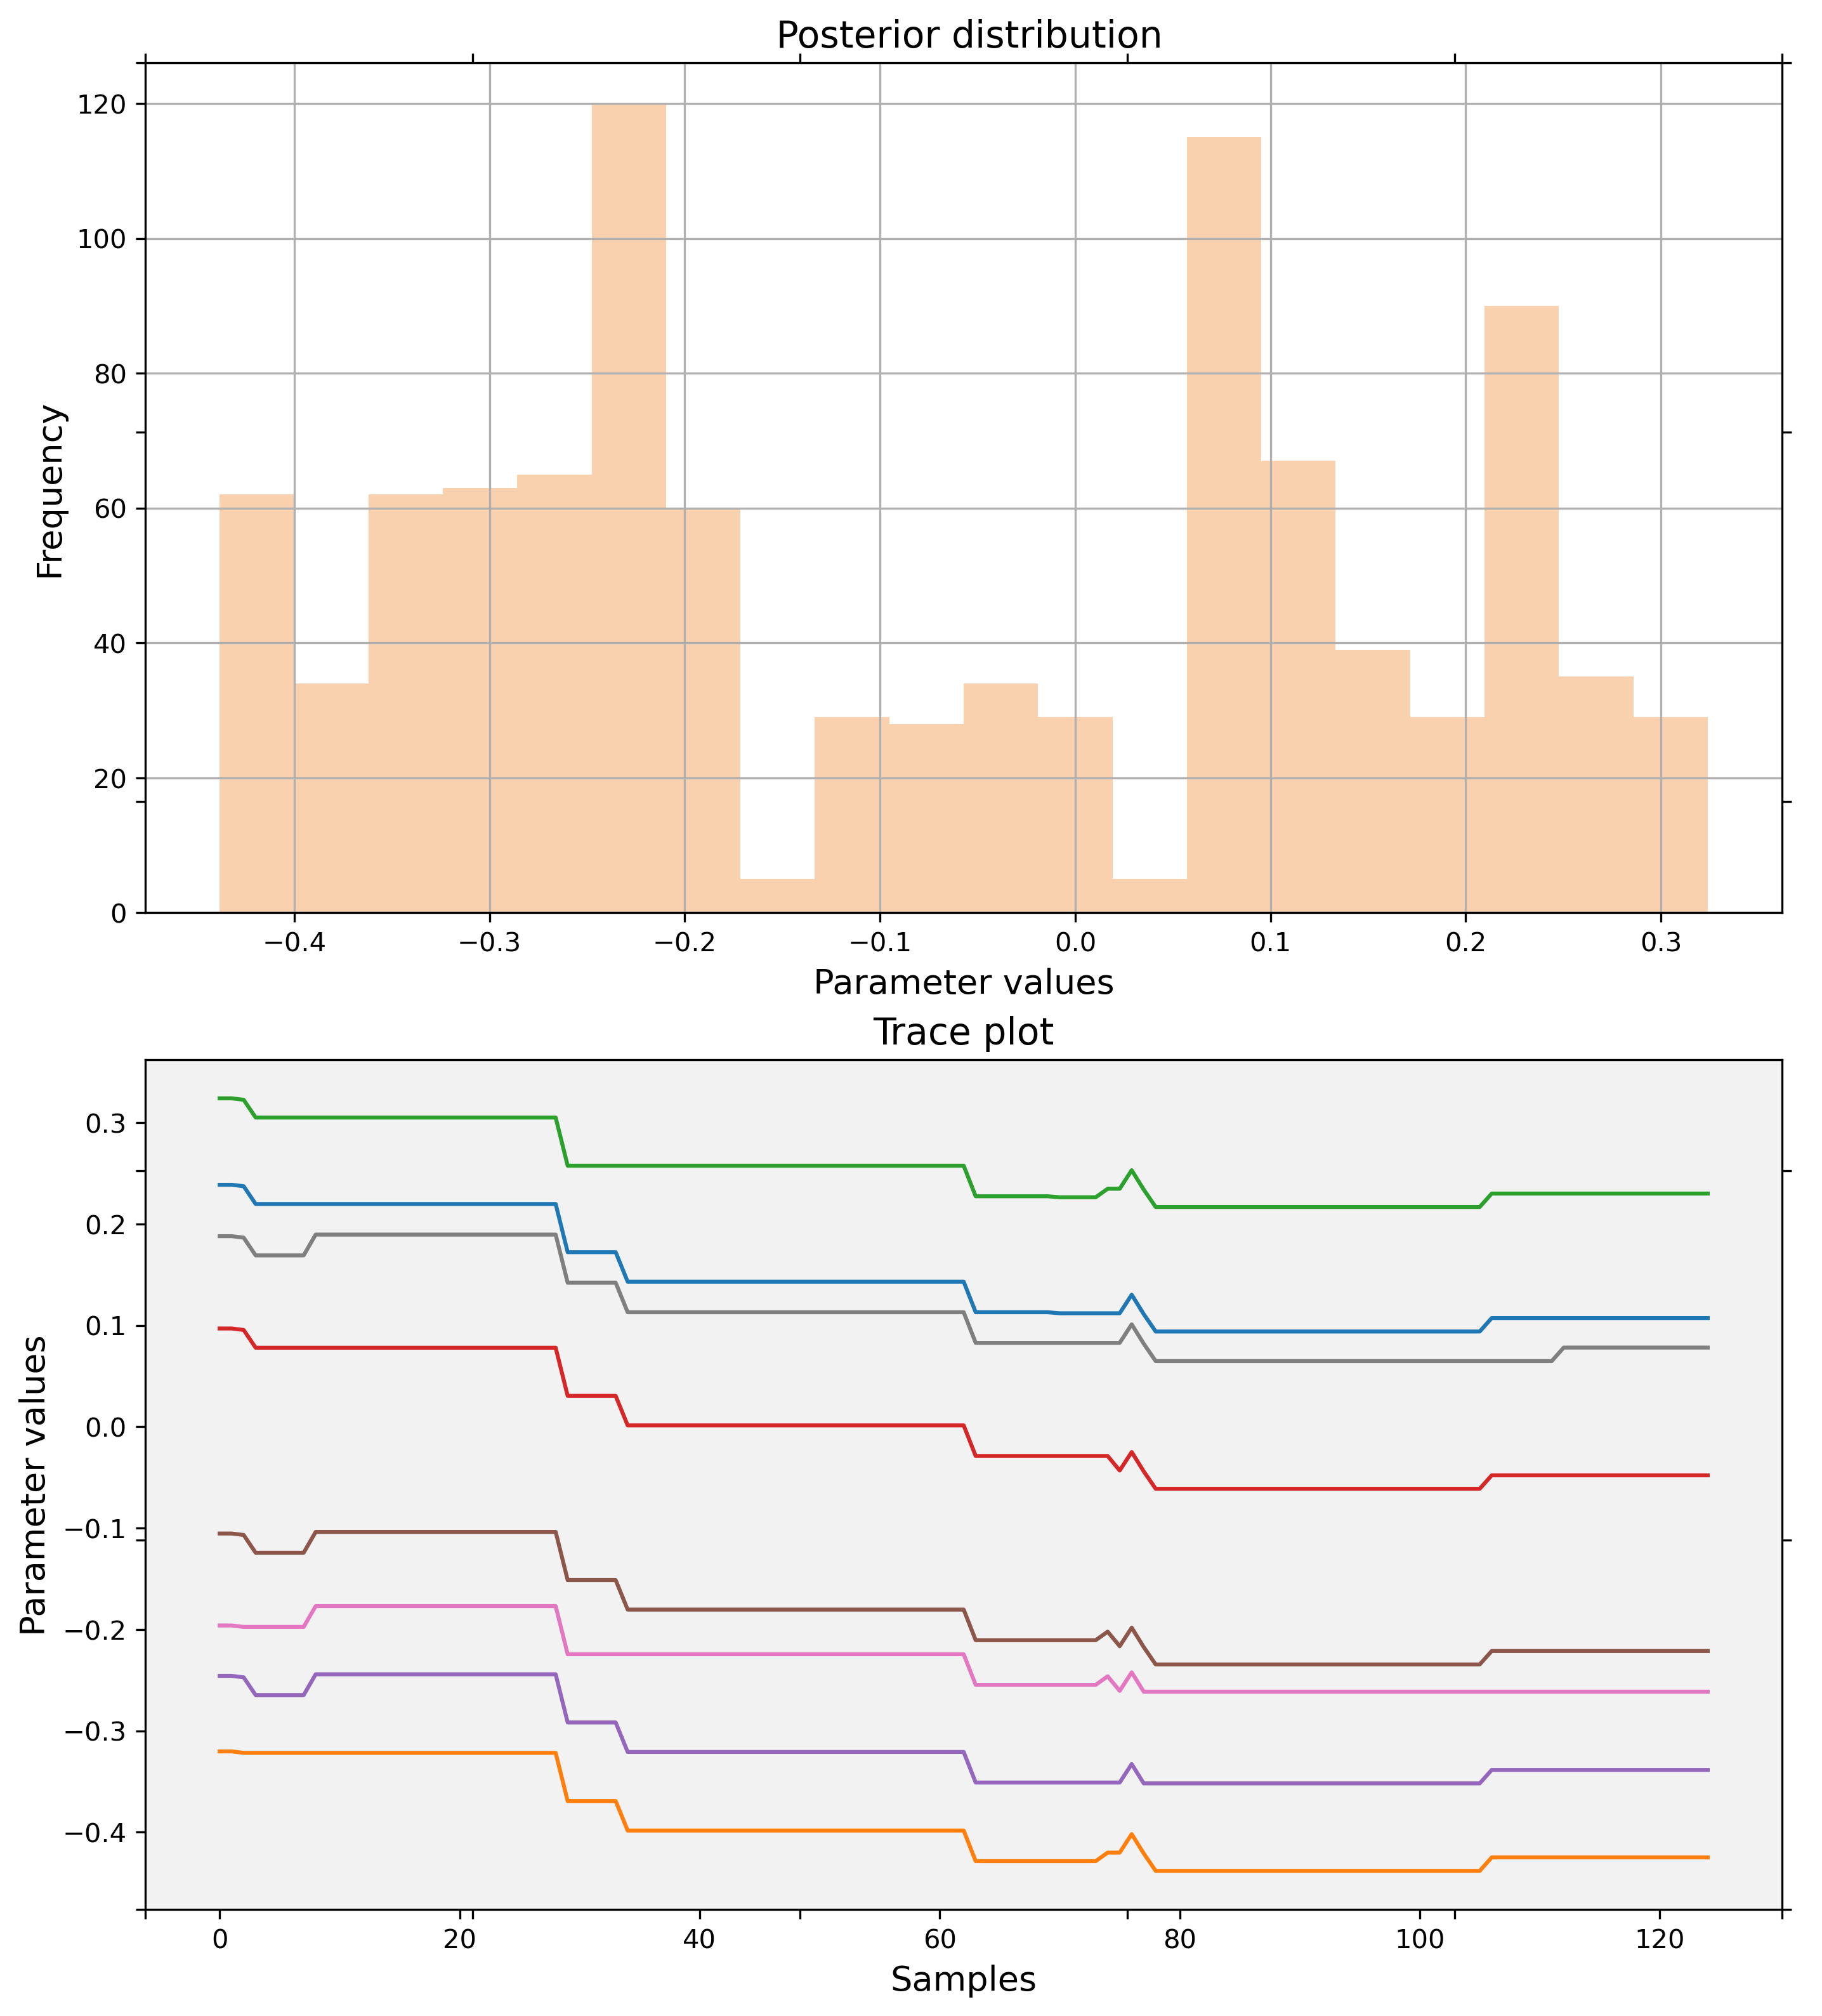 Posterior distribution
120
100
80
60
40
20
0
Frequency
−0.4 −0.3 −0.2 −0.1 0.0 0.1 0.2 0.3
Parameter values
Trace plot
0.3
0.2
0.1
0.0
−0.1
−0.2
−0.3
−0.4
Parameter values
0 20 40 60 80 100 120
Samples